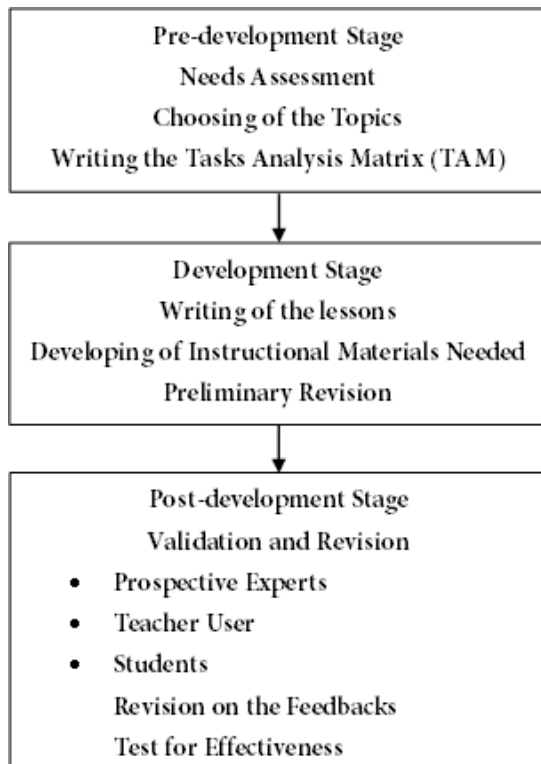 Pre-development Stage
Needs Assessment
Choosing of the Topics
Writing the Tasks Analysis Matrix (TAM)
Development Stage
Writing of the lessons
Developing of Instructional Materials Needed
Preliminary Revision
Post-development Stage
Validation and Revision
• Prospective Experts
• Teacher User
• Students
Revision on the Feedbacks
Test for Effectiveness